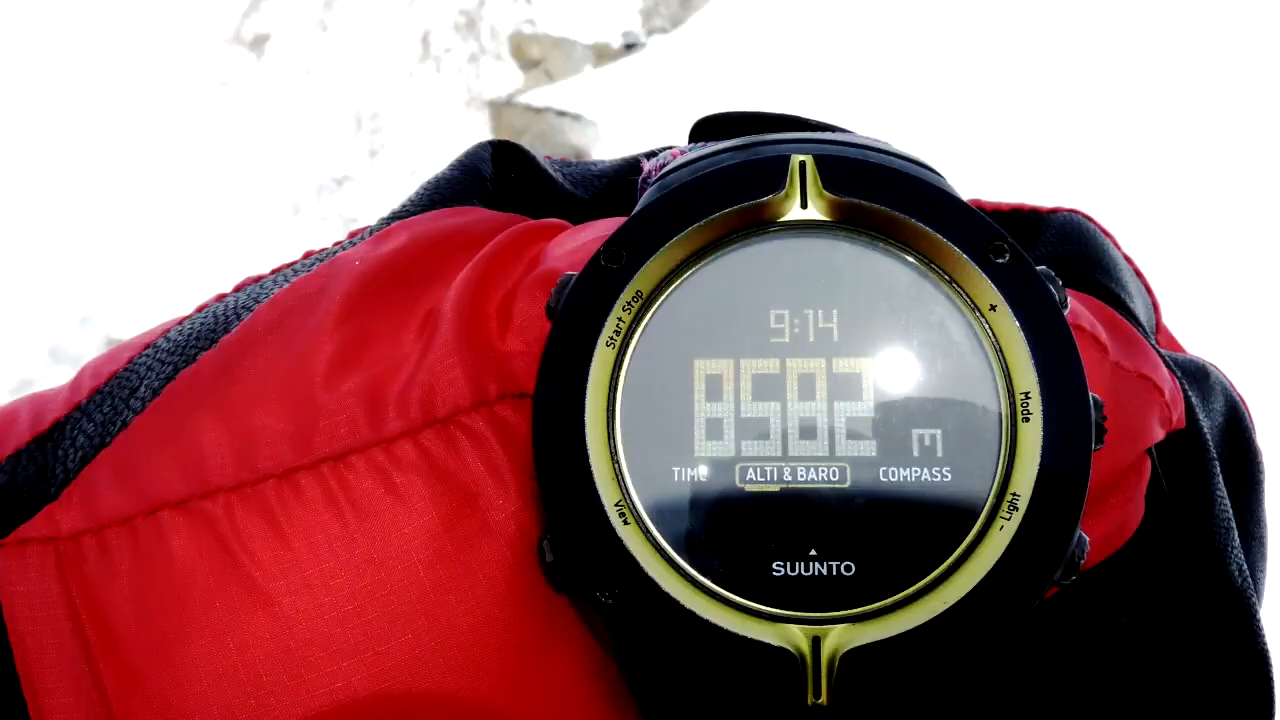 Start Stop
+
9:14
Mode
8582 m
TIME ALTI & BARO COMPASS
View
- Light
SUUNTO